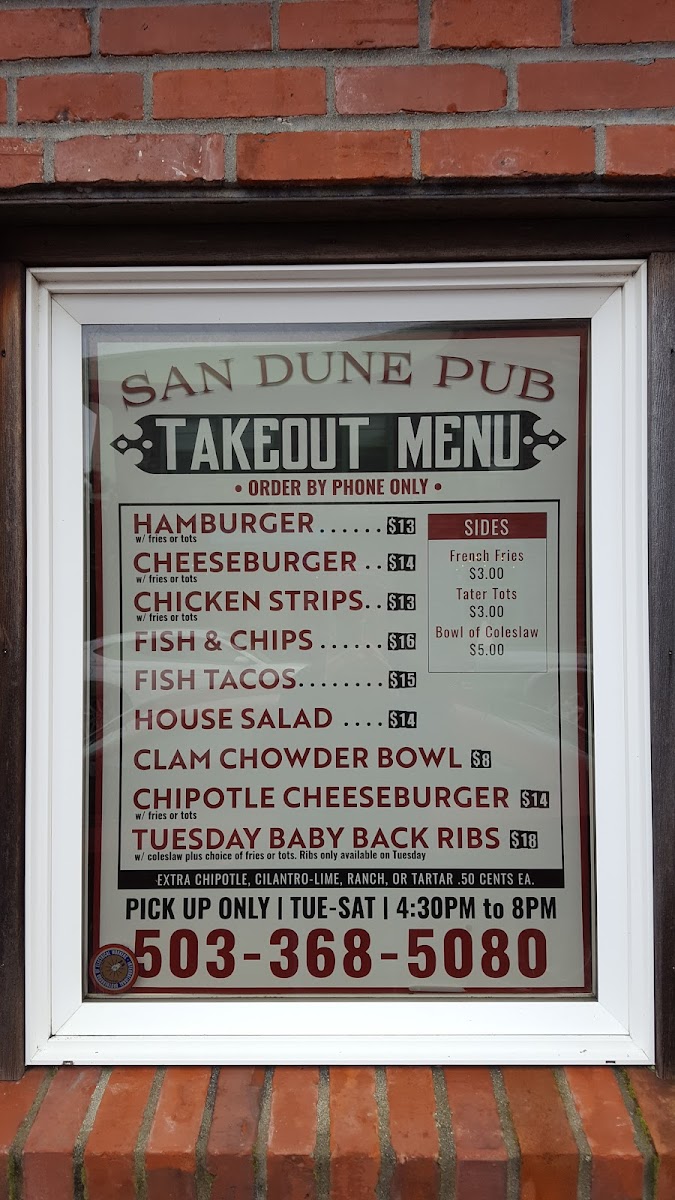 SAN DUNE PUB
TAKEOUT MENU
• ORDER BY PHONE ONLY •
HAMBURGER...... $13
w/ fries or tots
CHEESEBURGER .. $14
w/ fries or tots
CHICKEN STRIPS.. $13
w/ fries or tots
FISH & CHIPS ...... $16
FISH TACOS........ $15
HOUSE SALAD .... $14
CLAM CHOWDER BOWL $8
CHIPOTLE CHEESEBURGER $14
w/ fries or tots
TUESDAY BABY BACK RIBS $18
w/ coleslaw plus choice of fries or tots. Ribs only available on Tuesday
SIDES
French Fries
$3.00
Tater Tots
$3.00
Bowl of Coleslaw
$5.00
EXTRA CHIPOTLE, CILANTRO-LIME, RANCH, OR TARTAR .50 CENTS EA.
PICK UP ONLY | TUE-SAT | 4:30PM to 8PM
503-368-5080